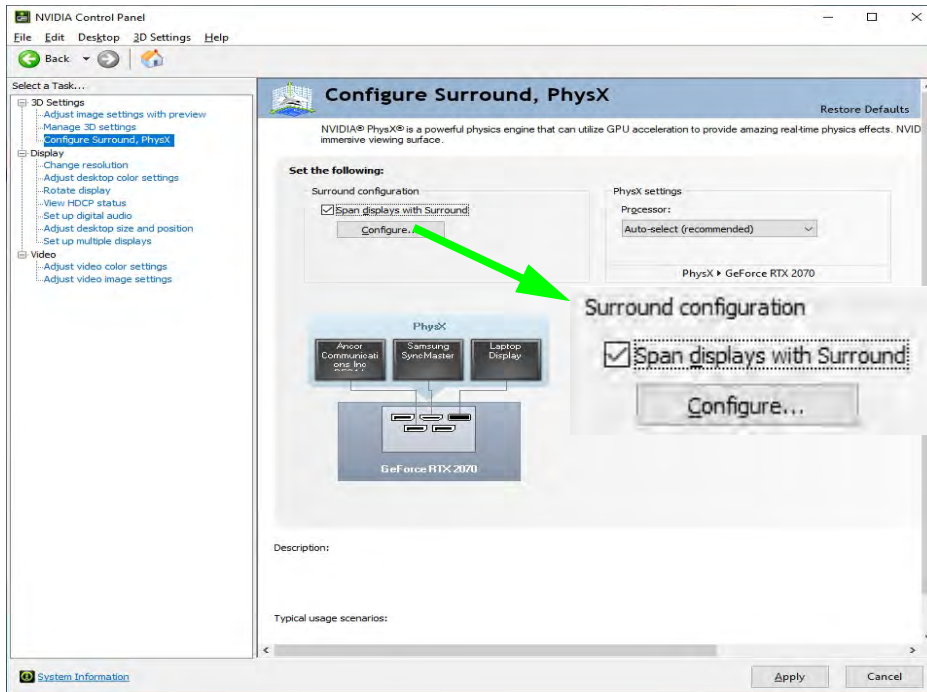 NVIDIA Control Panel
File Edit Desktop 3D Settings Help
Back
Select a Task...
3D Settings
Adjust image settings with preview
Manage 3D settings
Configure Surround, PhysX
Display
Change resolution
Adjust desktop color settings
Rotate display
View HDCP status
Set up digital audio
Adjust desktop size and position
Set up multiple displays
Video
Adjust video color settings
Adjust video image settings
Configure Surround, PhysX
Restore Defaults
NVIDIA® PhysX® is a powerful physics engine that can utilize GPU acceleration to provide amazing real-time physics effects. NVID
immersive viewing surface.
Set the following:
Surround configuration
Span displays with Surround
Configure...
PhysX settings
Processor:
Auto-select (recommended)
PhysX ▸ GeForce RTX 2070
Surround configuration
Span displays with Surround
Configure...
PhysX
Ancor
Communicati
ons Inc
Samsung
SyncMaster
Laptop
Display
GeForce RTX 2070
Description:
Typical usage scenarios:
System Information
Apply
Cancel